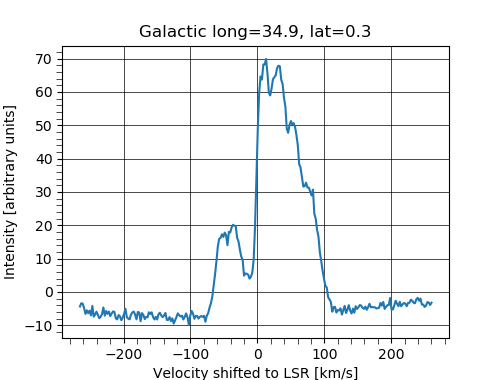 Galactic long=34.9, lat=0.3
Intensity [arbitrary units]
70
60
50
40
30
20
10
0
−10
−200 −100 0 100 200
Velocity shifted to LSR [km/s]